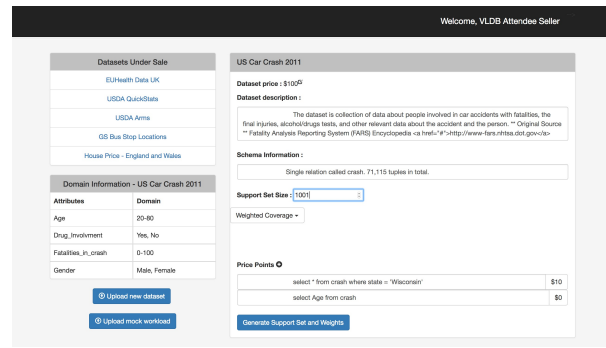 Welcome, VLDB Attendee Seller
Datasets Under Sale
EUHealth Data UK
USDA QuickStats
USDA Arms
GS Bus Stop Locations
House Price - England and Wales
Domain Information - US Car Crash 2011
Attributes Domain
Age 20-80
Drug_Involvment Yes, No
Fatalities_in_crash 0-100
Gender Male, Female
Upload new dataset
Upload mock workload
US Car Crash 2011
Dataset price : $100
Dataset description :
The dataset is collection of data about people involved in car accidents with fatalities, the
final injuries, alcohol/drugs tests, and other relevant data about the accident and the person. ** Original Source
** Fatality Analysis Reporting System (FARS) Encyclopedia <a href="#">http://www-fars.nhtsa.dot.gov</a>
Schema Information :
Single relation called crash. 71,115 tuples in total.
Support Set Size : 1001
Weighted Coverage
Price Points
select * from crash where state = 'Wisconsin' $10
select Age from crash $0
Generate Support Set and Weights